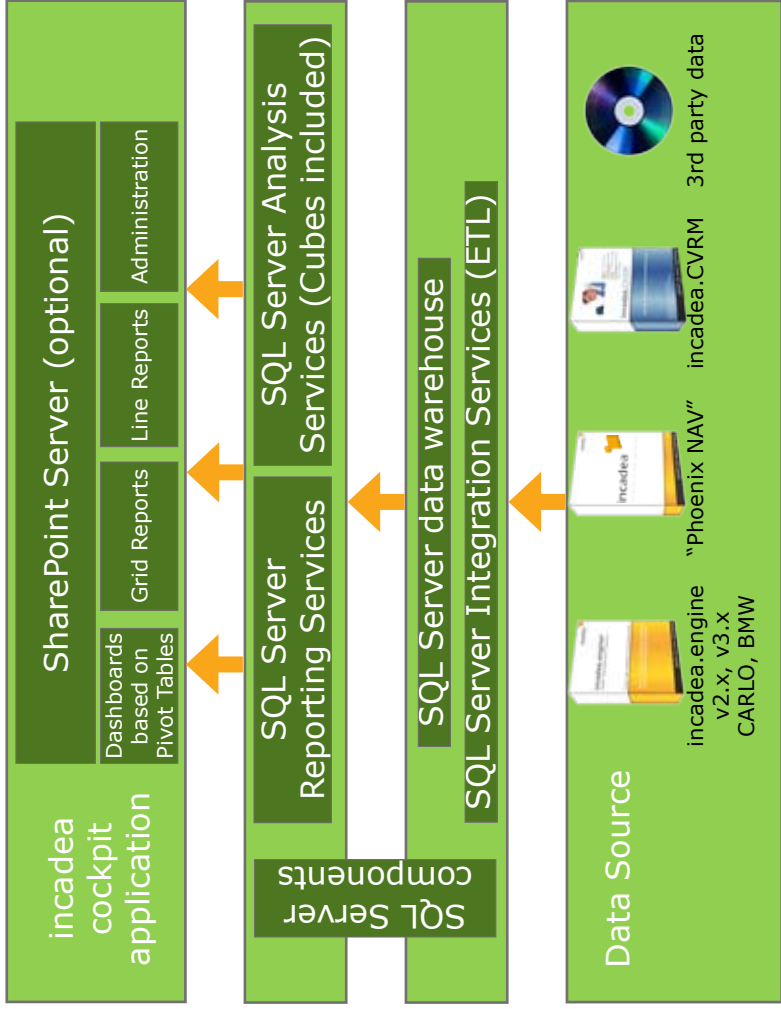 incadea
cockpit
application
SharePoint Server (optional)
Dashboards
based on
Pivot Tables
Grid Reports
Line Reports
Administration
SQL Server
components
SQL Server
Reporting Services
SQL Server Analysis
Services (Cubes included)
SQL Server data warehouse
SQL Server Integration Services (ETL)
Data Source
incadea.engine
v2.x, v3.x
CARLO, BMW
incadea
“Phoenix NAV”
incadea.CVRM
3rd party data